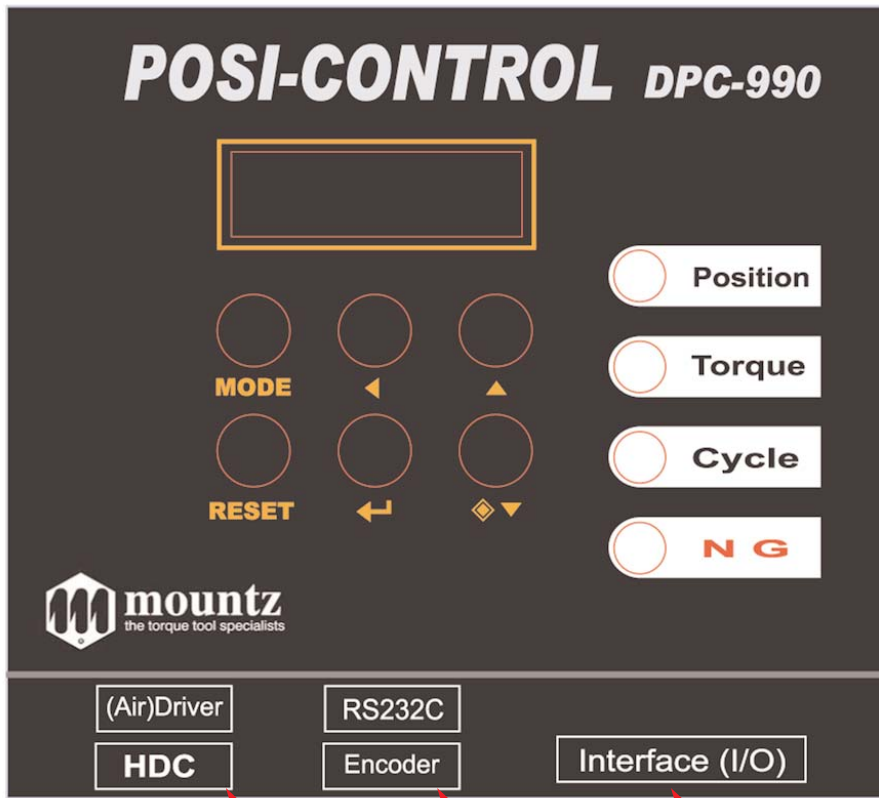 POSI-CONTROL DPC-990
Position
MODE ◀ ▲
Torque
Cycle
RESET ↵ ◈ ▼
N G
mountz
the torque tool specialists
(Air)Driver RS232C
HDC Encoder Interface (I/O)